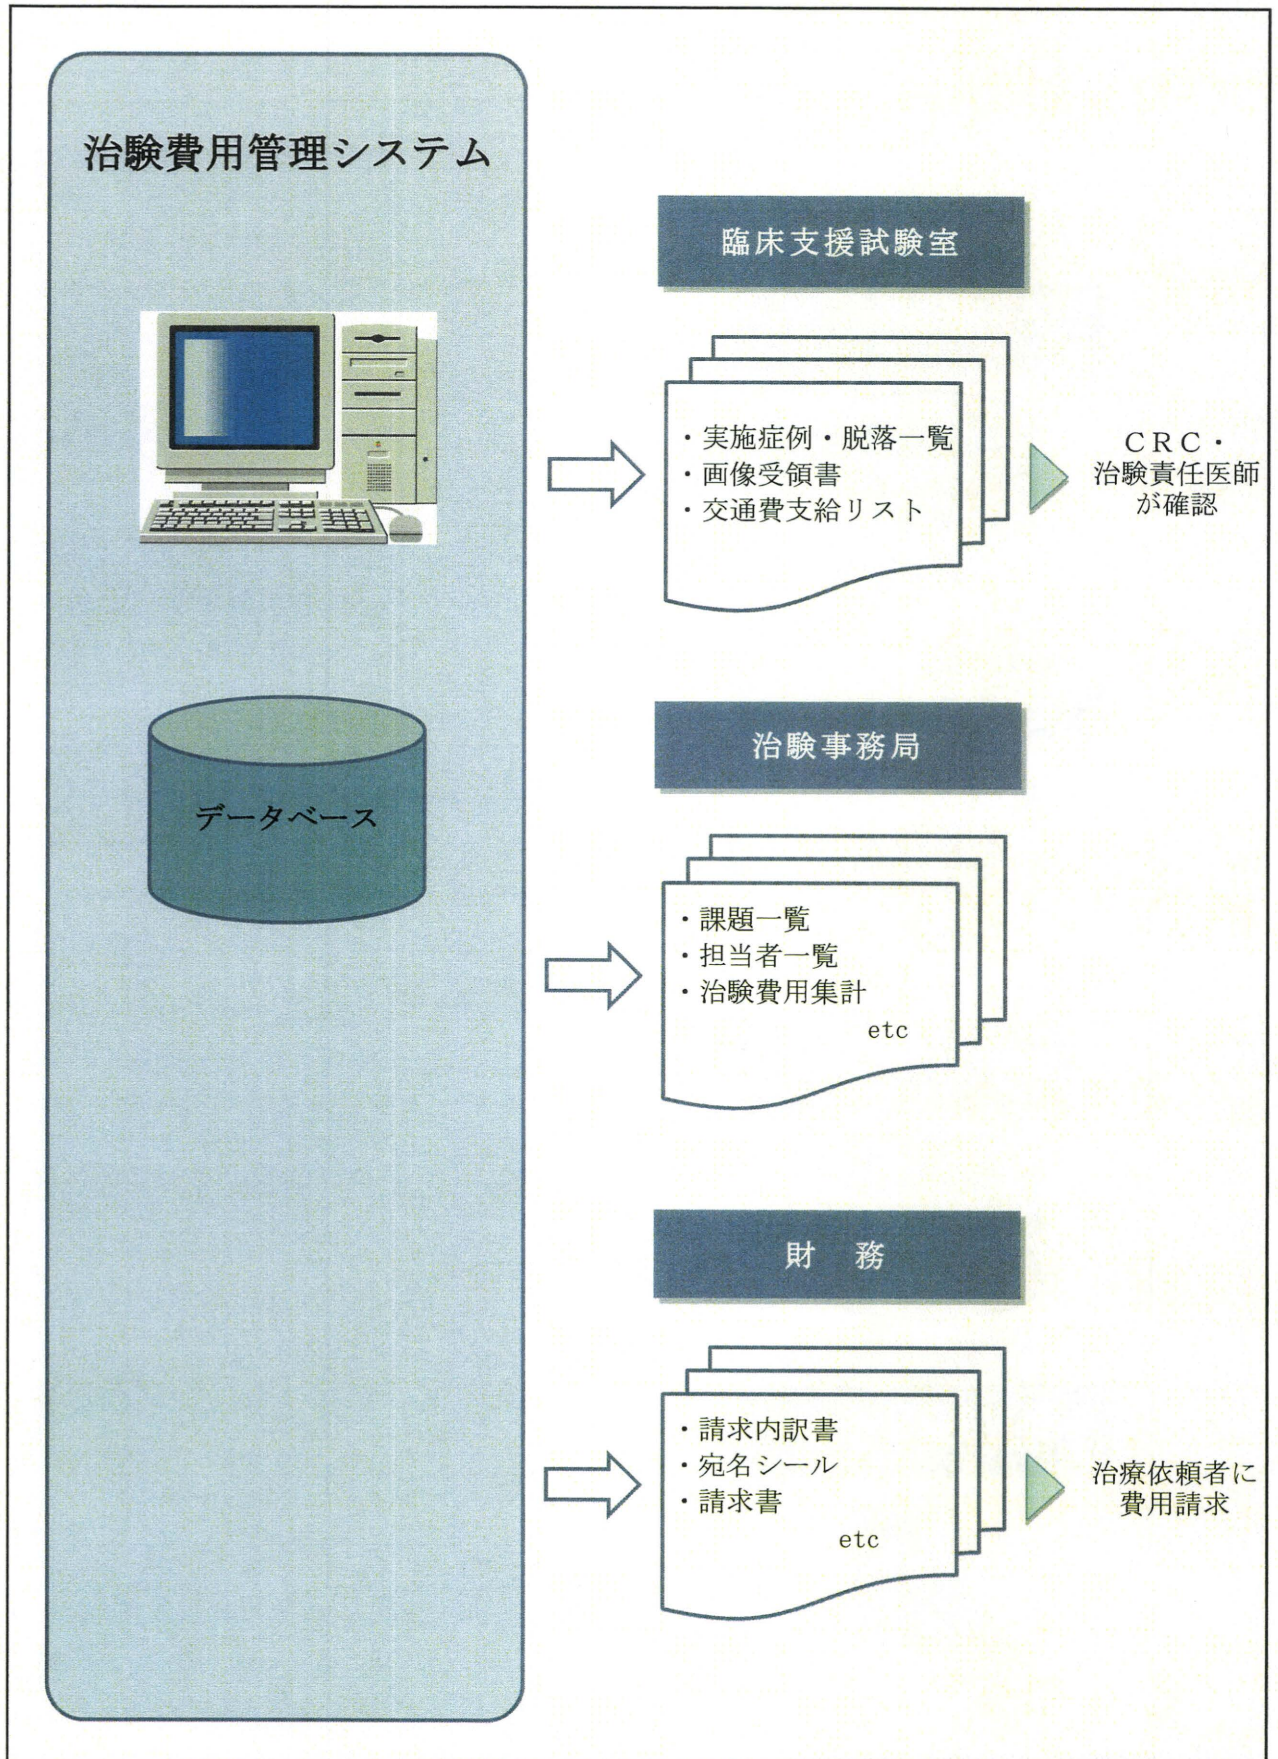 治験費用管理システム
臨床支援試験室
・実施症例・脱落一覧
・画像受領書
・交通費支給リスト
ＣＲＣ・
治験責任医師
が確認
データベース
治験事務局
・課題一覧
・担当者一覧
・治験費用集計
etc
財　務
・請求内訳書
・宛名シール
・請求書
etc
治療依頼者に
費用請求